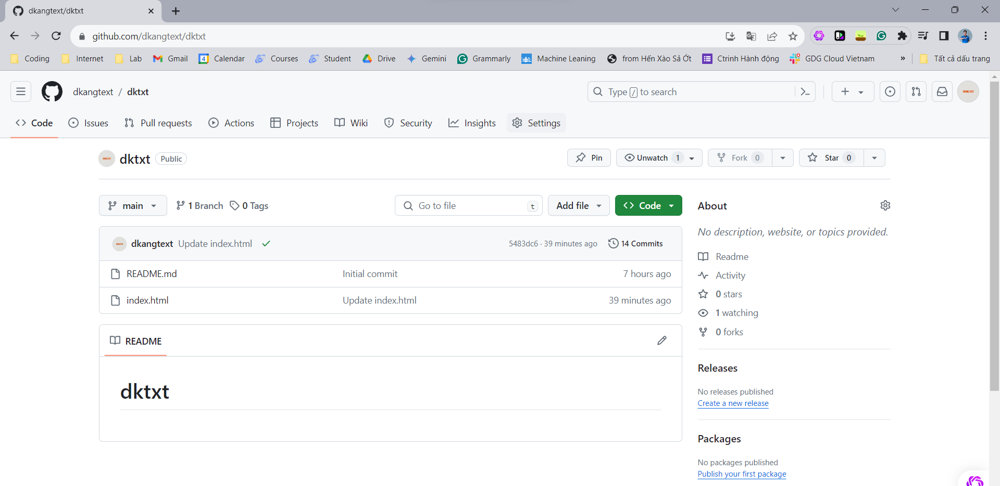 dkangtext/dktxt
github.com/dkangtext/dktxt
Coding Internet Lab Gmail Calendar Courses Student Drive Gemini Grammarly Machine Leaning from Hến Xào Sả Ớt Ctrinh Hành động GDG Cloud Vietnam » Tất cả dấu trang
dkangtext / dktxt Type / to search
Code Issues Pull requests Actions Projects Wiki Security Insights Settings
dktxt Public Pin Unwatch 1 Fork 0 Star 0
main 1 Branch 0 Tags Go to file t Add file Code
dkangtext Update index.html 5483dc6 · 39 minutes ago 14 Commits
README.md Initial commit 7 hours ago
index.html Update index.html 39 minutes ago
README
dktxt
About
No description, website, or topics provided.
Readme
Activity
0 stars
1 watching
0 forks
Releases
No releases published
Create a new release
Packages
No packages published
Publish your first package